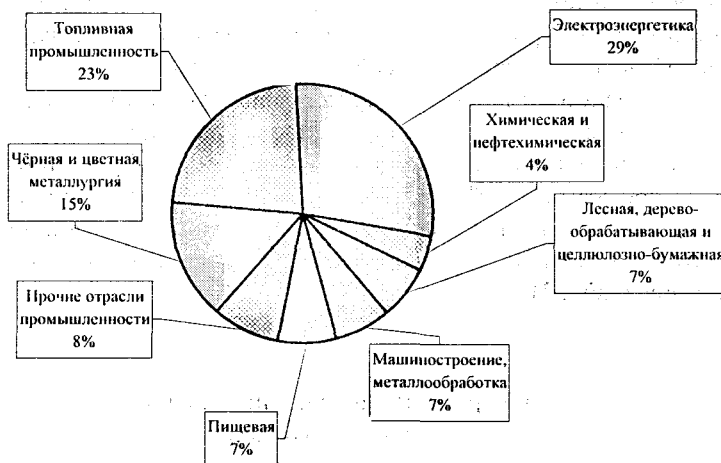 Топливная
промышленность
23%
Электроэнергетика
29%
Химическая и
нефтехимическая
4%
Чёрная и цветная
металлургия
15%
Лесная, дерево-
обрабатывающая и
целлюлозно-бумажная
7%
Прочие отрасли
промышленности
8%
Машиностроение,
металлообработка
7%
Пищевая
7%